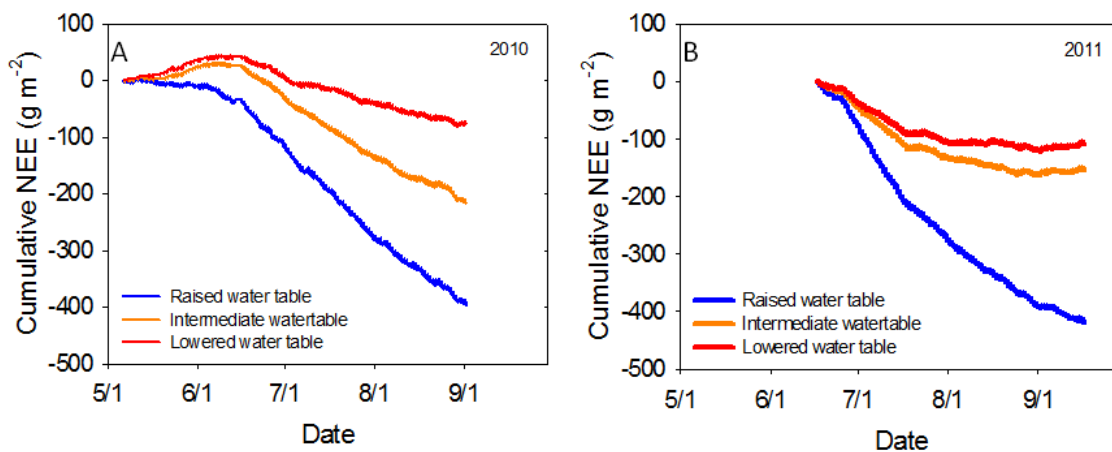 A
2010
Cumulative NEE (g m⁻²)
100
0
-100
-200
-300
-400
-500
Raised water table
Intermediate watertable
Lowered water table
5/1 6/1 7/1 8/1 9/1
Date
B
2011
Cumulative NEE (g m⁻²)
100
0
-100
-200
-300
-400
-500
Raised water table
Intermediate watertable
Lowered water table
5/1 6/1 7/1 8/1 9/1
Date